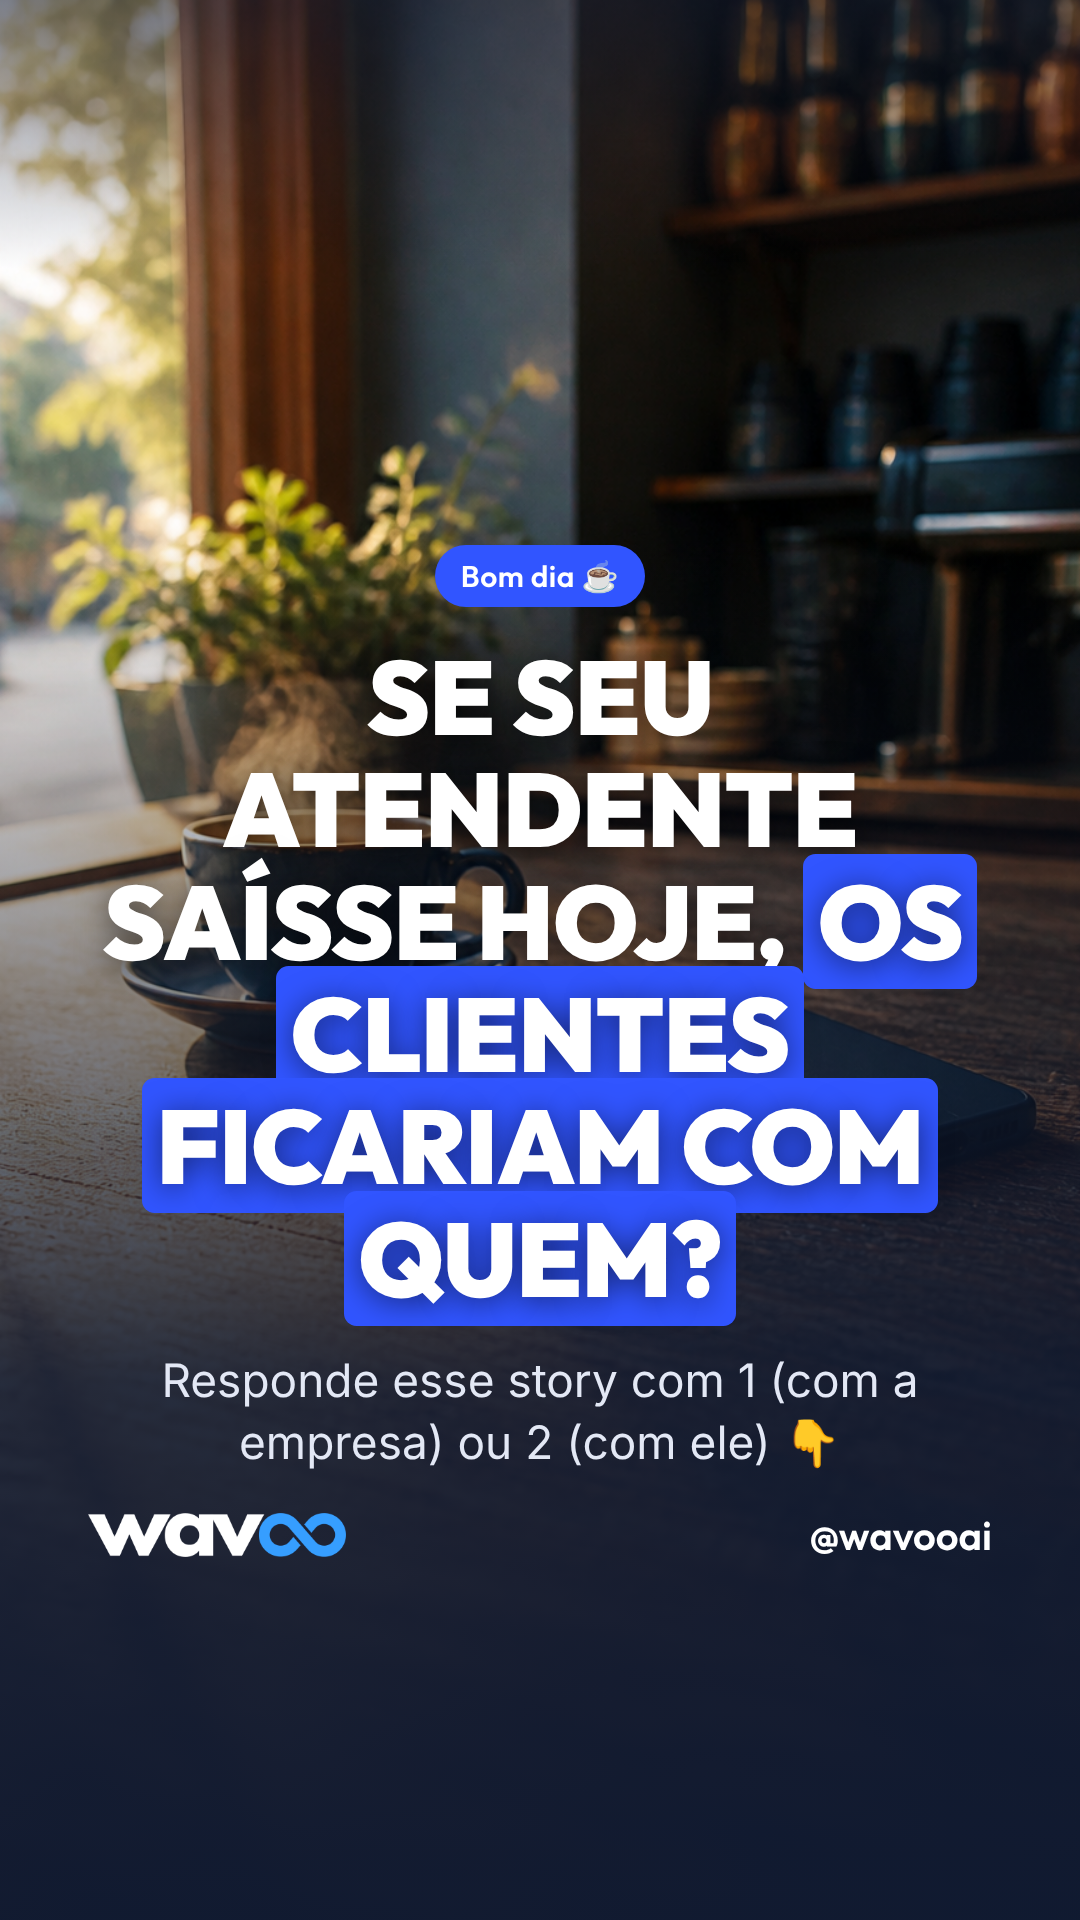 Bom dia ☕
SE SEU
ATENDENTE
SAÍSSE HOJE, OS
CLIENTES
FICARIAM COM
QUEM?
Responde esse story com 1 (com a
empresa) ou 2 (com ele) 👇
wavoo
@wavooai